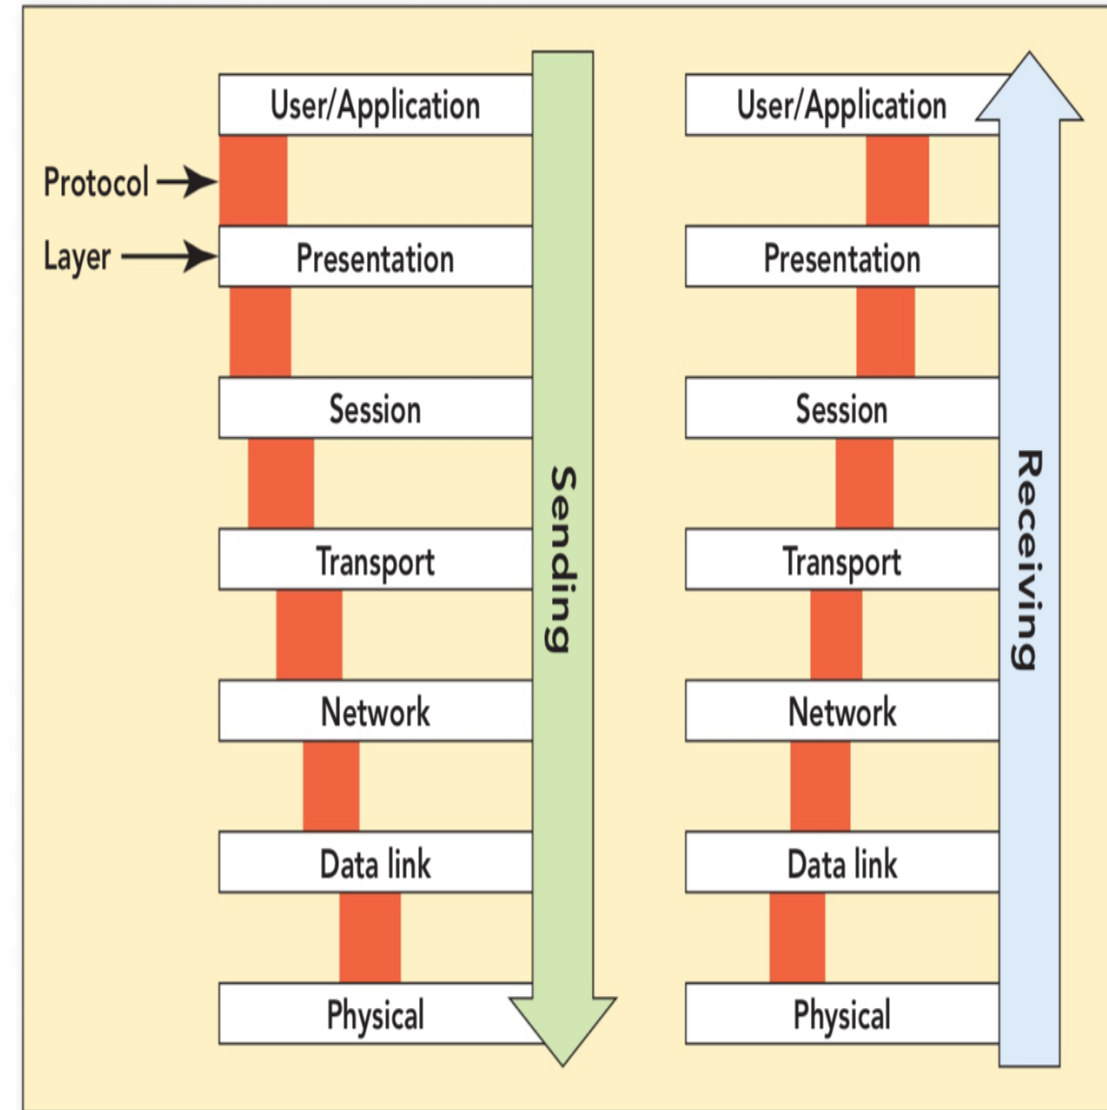 User/Application
Protocol
Layer
Presentation
Session
Transport
Network
Data link
Physical
Sending
User/Application
Presentation
Session
Transport
Network
Data link
Physical
Receiving